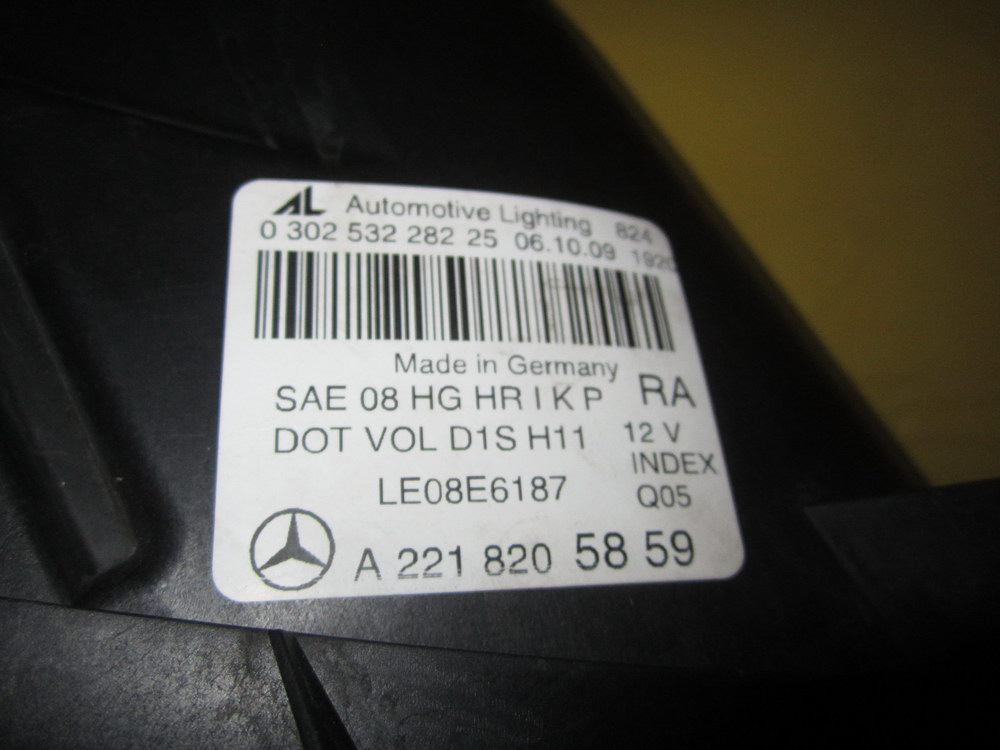 AL Automotive Lighting 824
0 302 532 282 25 06.10.09
Made in Germany
SAE 08 HG HR I K P RA
DOT VOL D1S H11 12 V
INDEX
LE08E6187 Q05
A 221 820 58 59